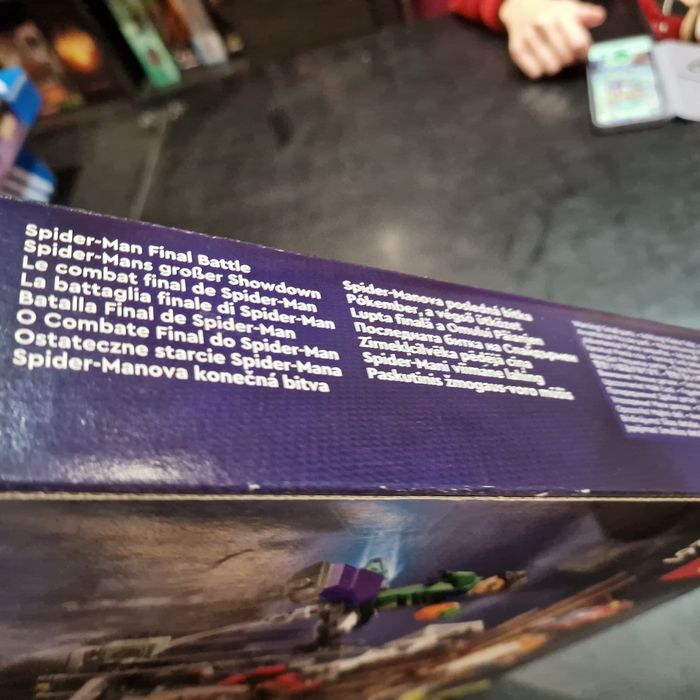 Spider-Man Final Battle
Spider-Mans großer Showdown
Le combat final de Spider-Man
La battaglia finale di Spider-Man
Batalla Final de Spider-Man
O Combate Final do Spider-Man
Ostateczne starcie Spider-Mana
Spider-Manova konečná bitva
Spider-Manova posledná bitka
Pókember, a végső ütközet
Lupta finală a Omului păianjen
Последната битка на Спайдърмен
Zirnekļcilvēka pēdējā cīņa
Spider-Mani viimane lahing
Paskutinis žmogaus-voro mūšis